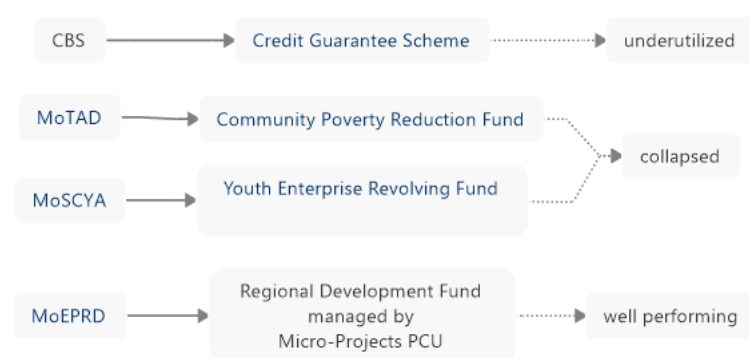 CBS
Credit Guarantee Scheme
underutilized
MoTAD
Community Poverty Reduction Fund
collapsed
MoSCYA
Youth Enterprise Revolving Fund
MoEPRD
Regional Development Fund
managed by
Micro-Projects PCU
well performing